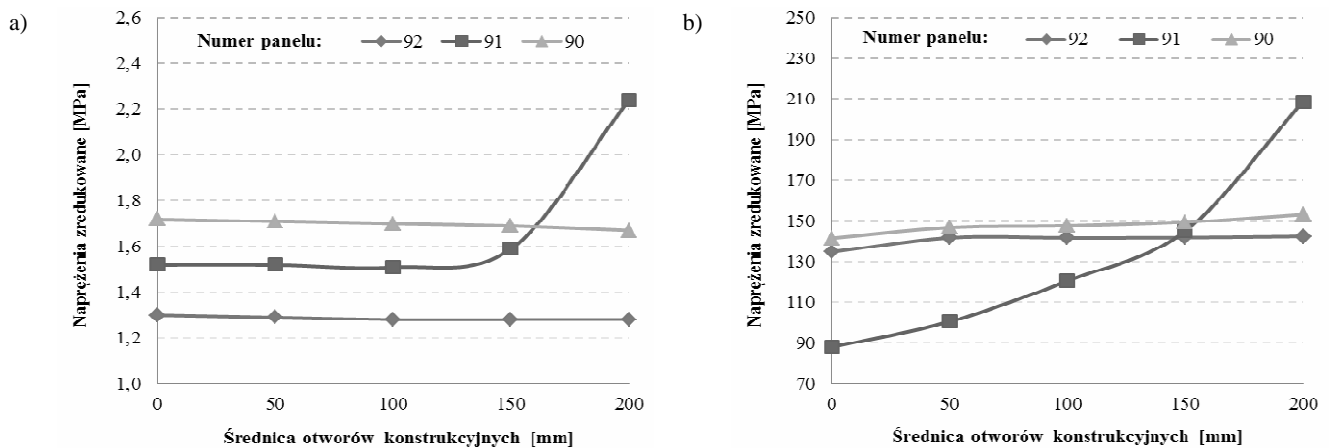 a)
Naprężenia zredukowane [MPa]
2,6
2,4
2,2
2,0
1,8
1,6
1,4
1,2
1,0
Numer panelu: 92 91 90
0 50 100 150 200
Średnica otworów konstrukcyjnych [mm]
b)
Naprężenia zredukowane [MPa]
250
230
210
190
170
150
130
110
90
70
Numer panelu: 92 91 90
0 50 100 150 200
Średnica otworów konstrukcyjnych [mm]